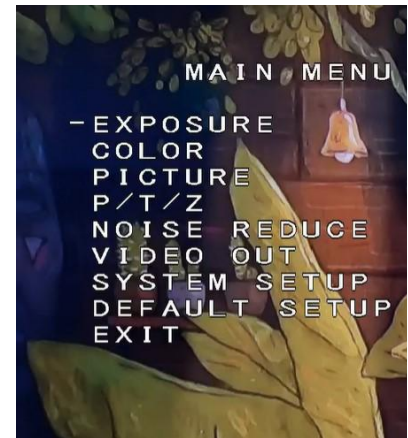 MAIN MENU
-EXPOSURE
COLOR
PICTURE
P/T/Z
NOISE REDUCE
VIDEO OUT
SYSTEM SETUP
DEFAULT SETUP
EXIT